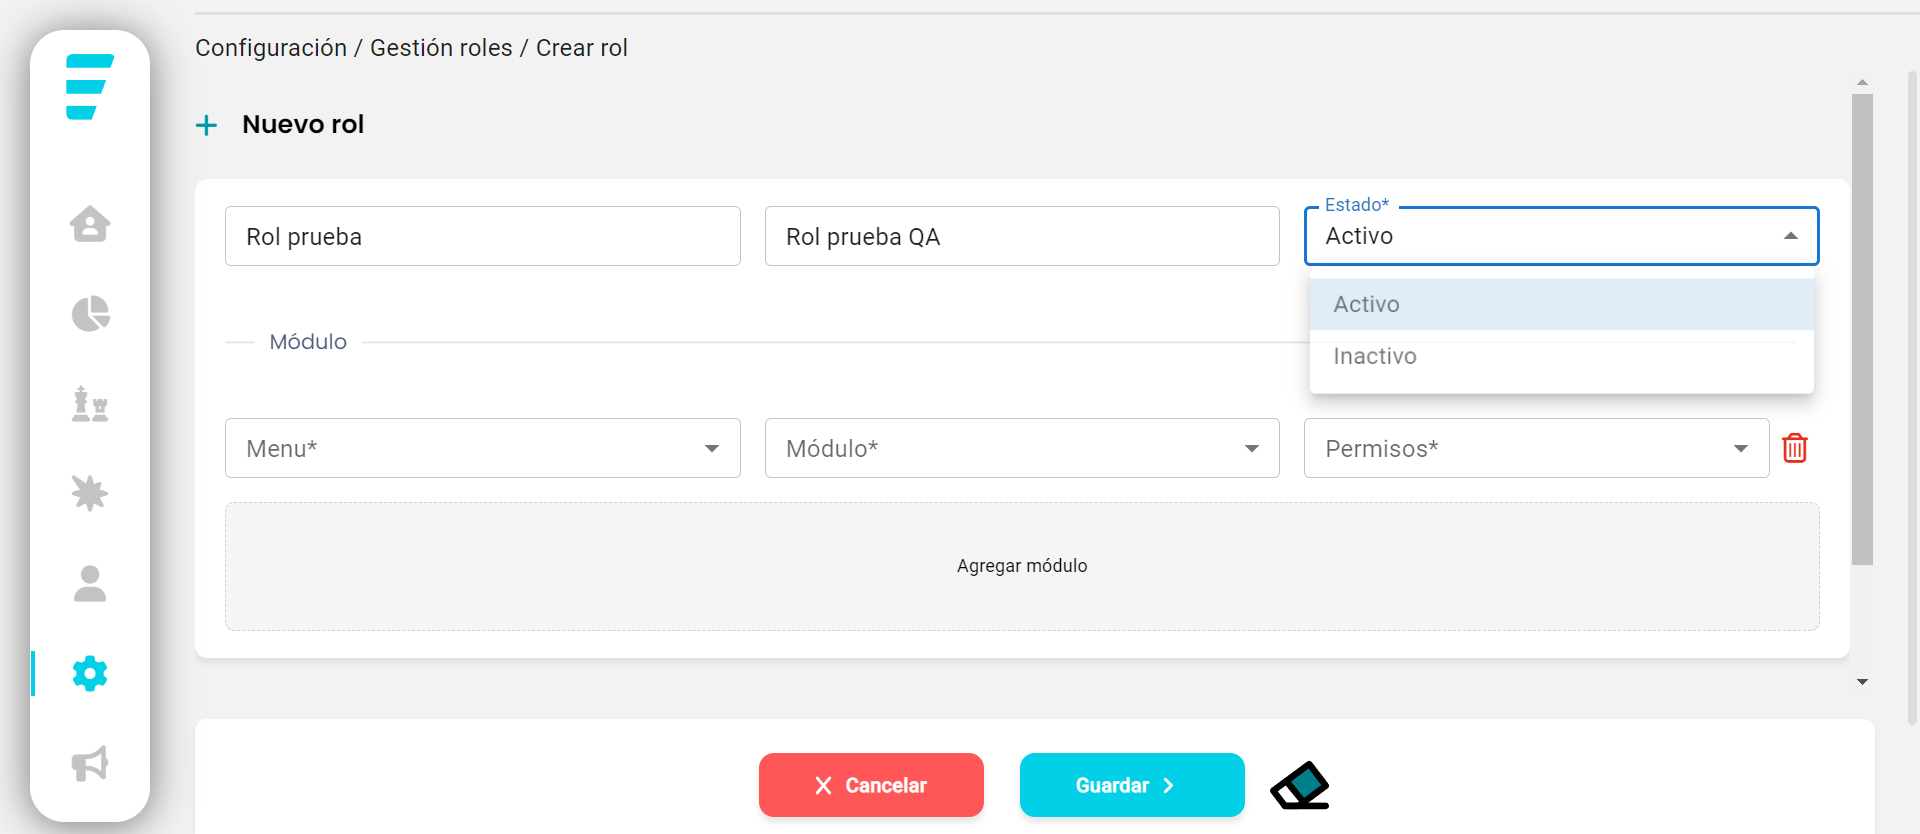 Configuración / Gestión roles / Crear rol
Nuevo rol
Rol prueba
Rol prueba QA
Estado*
Activo
Activo
Inactivo
Módulo
Menu*
Módulo*
Permisos*
Agregar módulo
Cancelar
Guardar